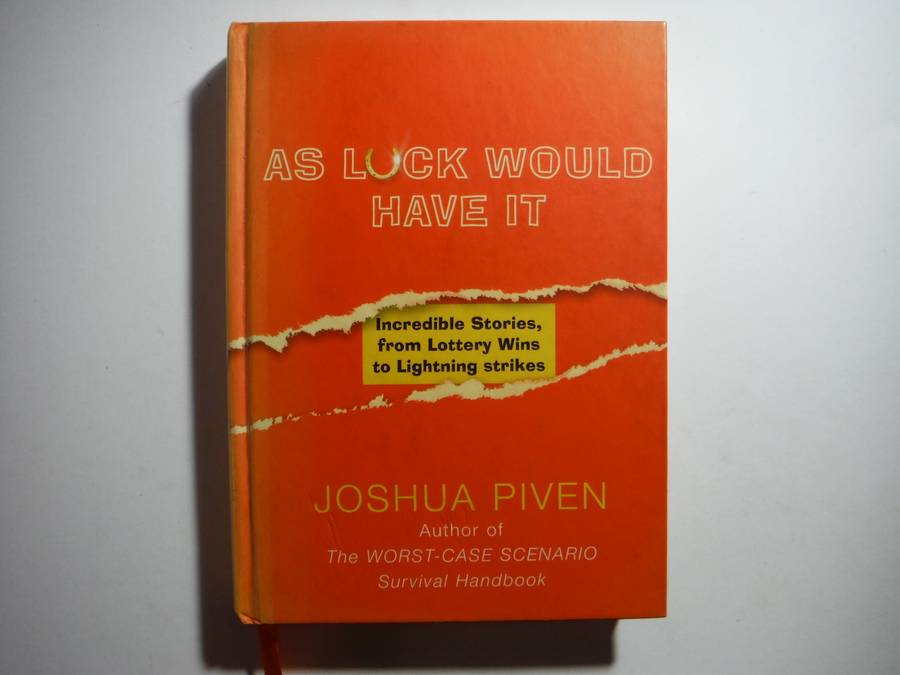 AS LUCK WOULD
HAVE IT
Incredible Stories,
from Lottery Wins
to Lightning strikes
JOSHUA PIVEN
Author of
The WORST-CASE SCENARIO
Survival Handbook